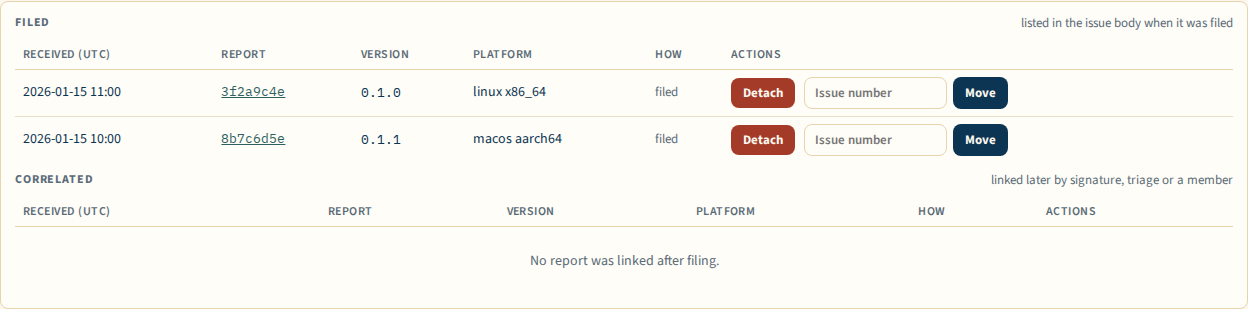 FILED listed in the issue body when it was filed
RECEIVED (UTC) REPORT VERSION PLATFORM HOW ACTIONS
2026-01-15 11:00 3f2a9c4e 0.1.0 linux x86_64 filed Detach Issue number Move
2026-01-15 10:00 8b7c6d5e 0.1.1 macos aarch64 filed Detach Issue number Move
CORRELATED linked later by signature, triage or a member
RECEIVED (UTC) REPORT VERSION PLATFORM HOW ACTIONS
No report was linked after filing.